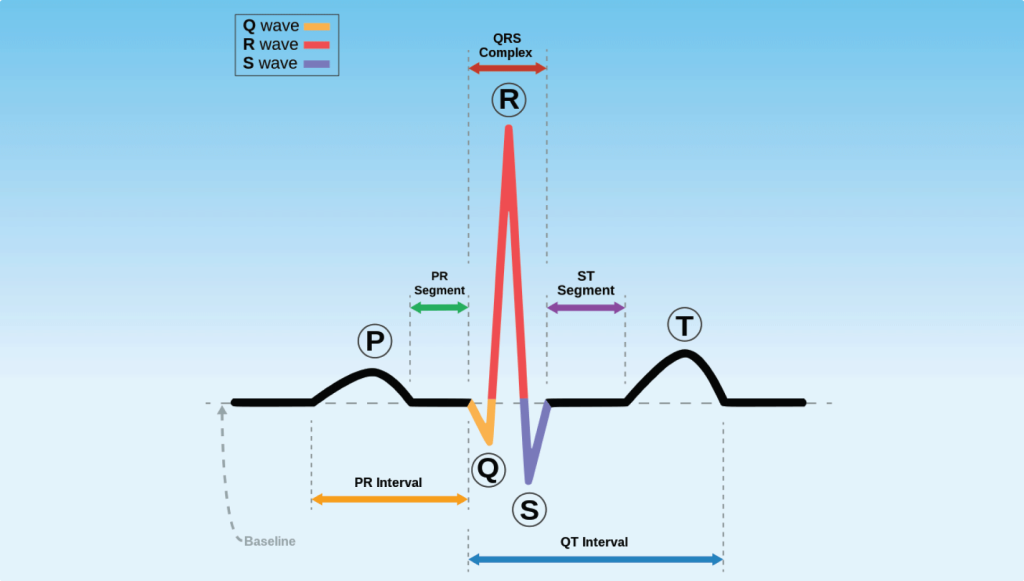 Q wave
R wave
S wave
QRS
Complex
R
PR
Segment
ST
Segment
P
T
Q
S
PR Interval
QT Interval
Baseline